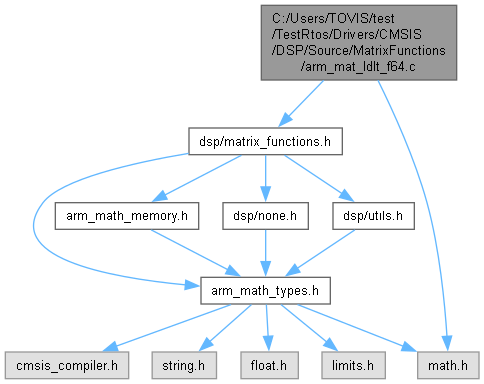 C:/Users/TOVIS/test
/TestRtos/Drivers/CMSIS
/DSP/Source/MatrixFunctions
/arm_mat_ldlt_f64.c
dsp/matrix_functions.h
arm_math_memory.h
dsp/none.h
dsp/utils.h
arm_math_types.h
cmsis_compiler.h
string.h
float.h
limits.h
math.h